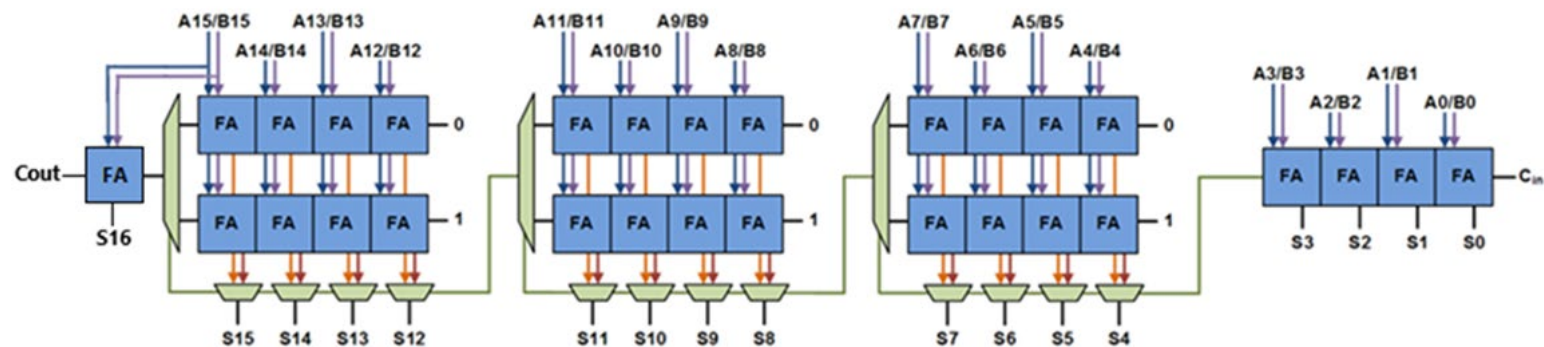 A15/B15 A13/B13 A11/B11 A9/B9 A7/B7 A5/B5
A14/B14 A12/B12 A10/B10 A8/B8 A6/B6 A4/B4
A3/B3 A1/B1
A2/B2 A0/B0
FA FA FA FA 0 FA FA FA FA 0 FA FA FA FA 0
Cout FA FA FA FA FA Cin
FA FA FA FA 1 FA FA FA FA 1 FA FA FA FA 1
S16 S3 S2 S1 S0
S15 S14 S13 S12 S11 S10 S9 S8 S7 S6 S5 S4